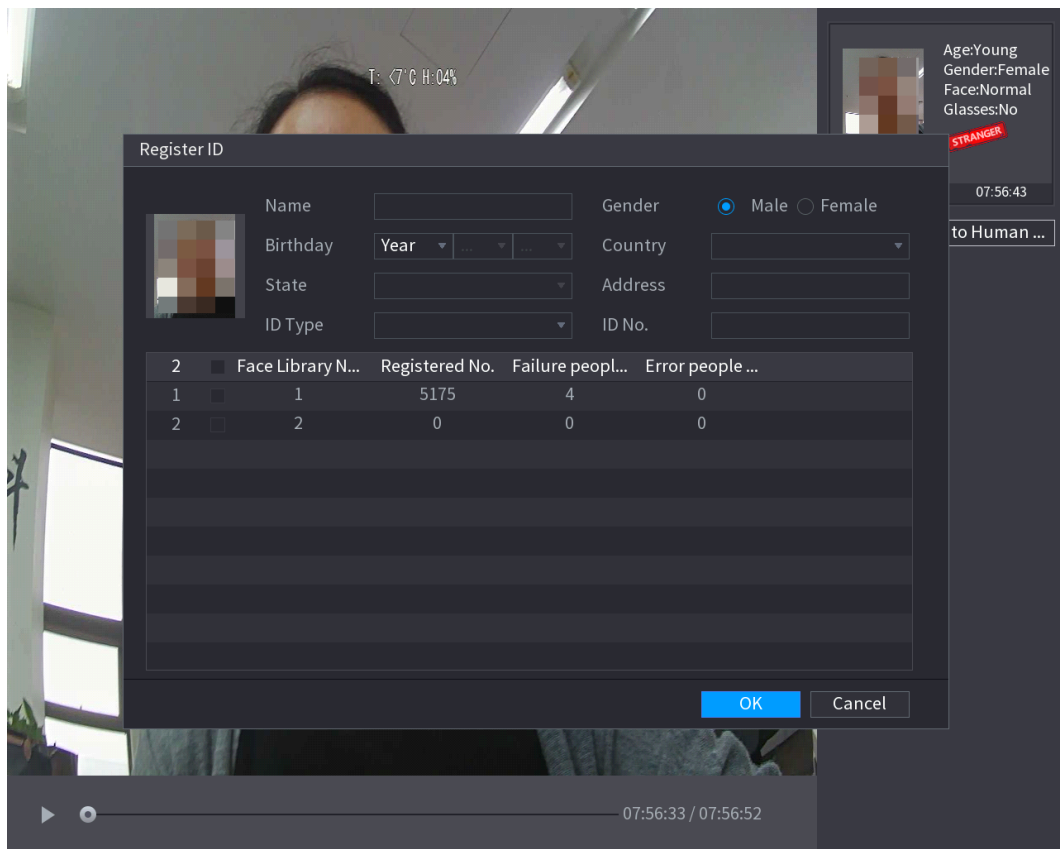 T: <7°C H:04%
Age:Young
Gender:Female
Face:Normal
Glasses:No
STRANGER
07:56:43
to Human ...
Register ID
Name
Gender
Male
Female
Birthday
Year
...
...
Country
State
Address
ID Type
ID No.
2 Face Library N... Registered No. Failure peopl... Error people ...
1 1 5175 4 0
2 2 0 0 0
OK
Cancel
07:56:33 / 07:56:52